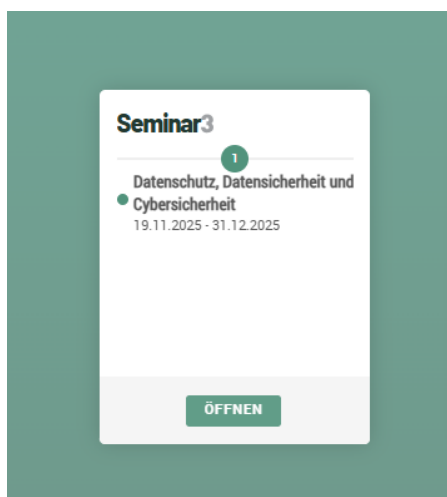 Seminar3
1
Datenschutz, Datensicherheit und
Cybersicherheit
19.11.2025 - 31.12.2025
ÖFFNEN